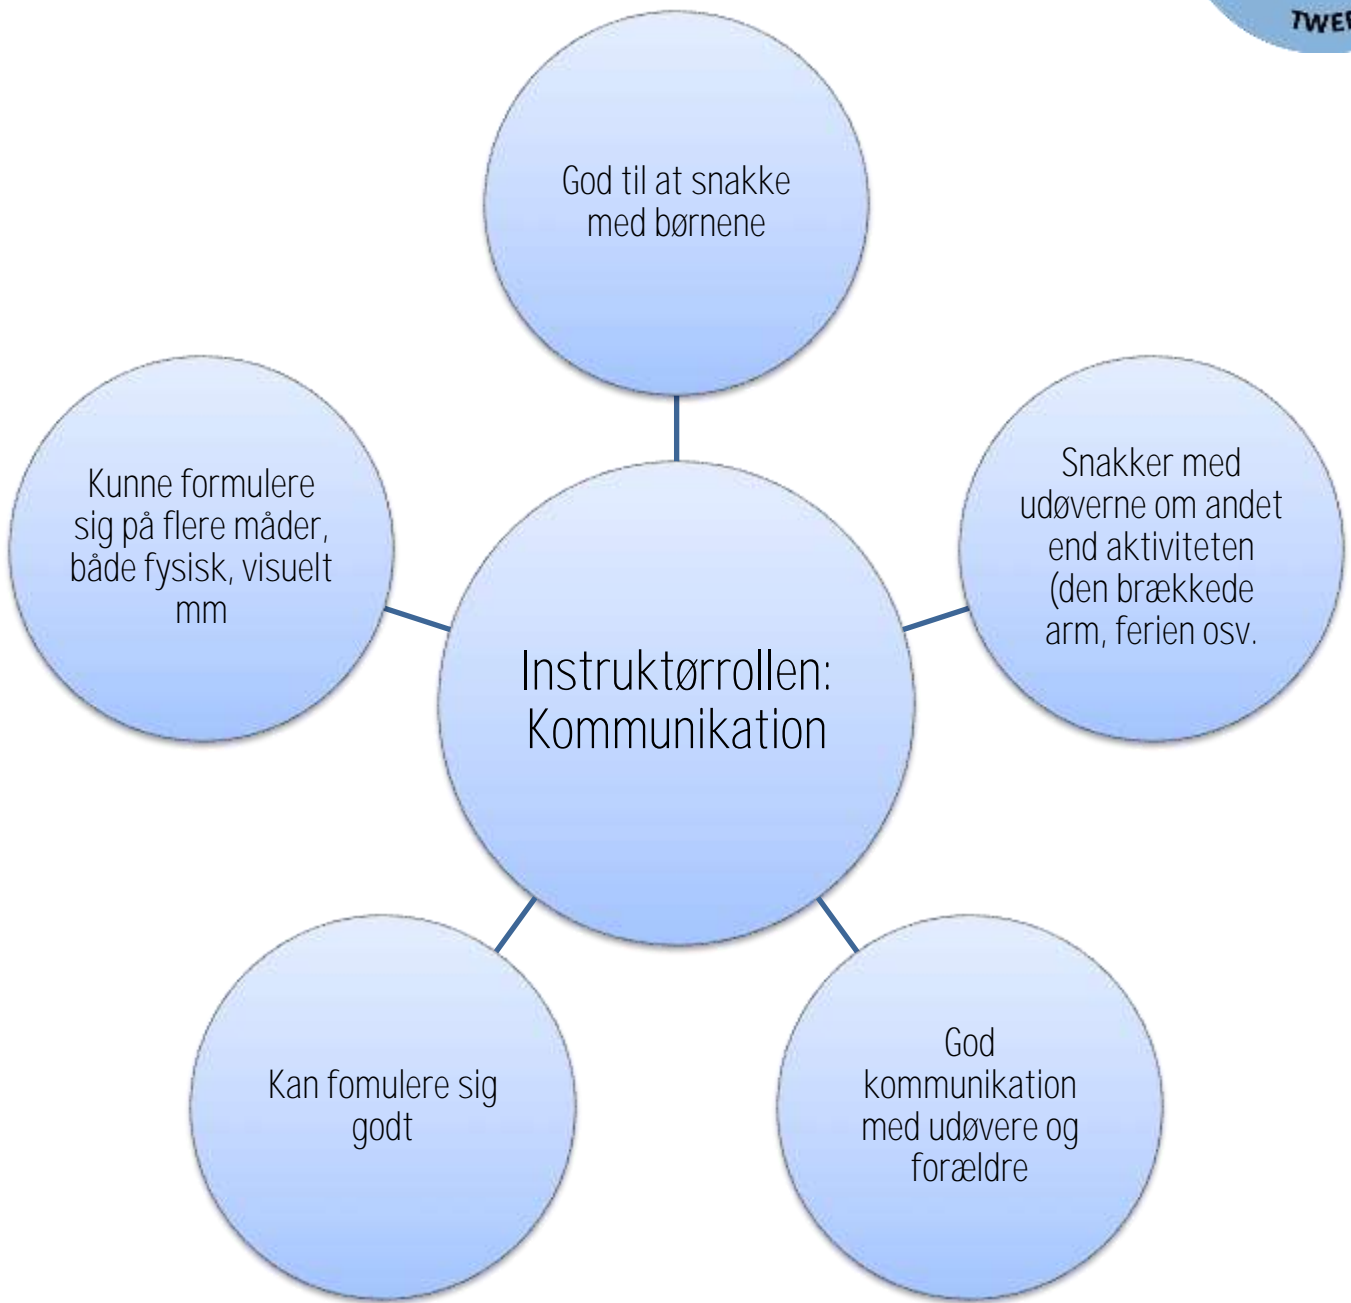 God til at snakke
med børnene
Kunne formulere
sig på flere måder,
både fysisk, visuelt
mm
Snakker med
udøverne om andet
end aktiviteten
(den brækkede
arm, ferien osv.
Instruktørrollen:
Kommunikation
Kan fomulere sig
godt
God
kommunikation
med udøvere og
forældre